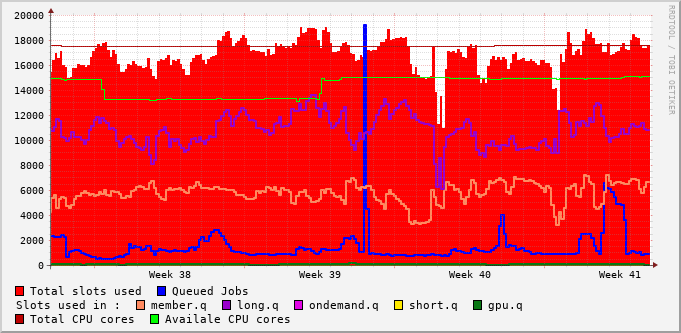 20000
18000
16000
14000
12000
10000
8000
6000
4000
2000
0
Week 38 Week 39 Week 40 Week 41
Total slots used Queued Jobs
Slots used in : member.q long.q ondemand.q short.q gpu.q
Total CPU cores Availale CPU cores
RRDTOOL / TOBI OETIKER